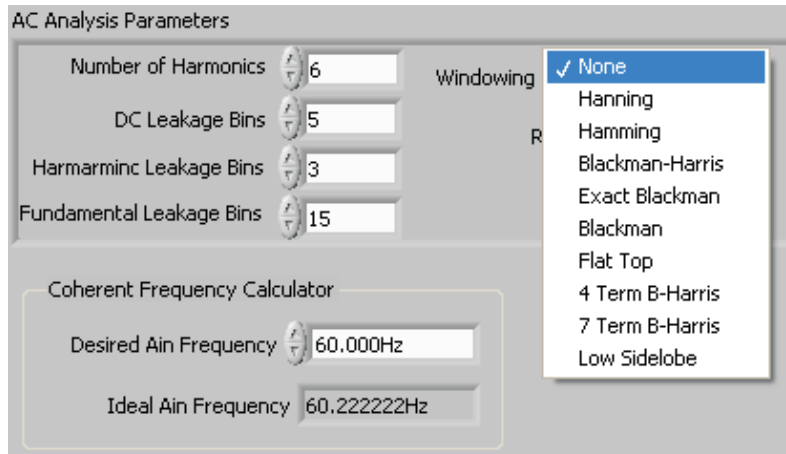 AC Analysis Parameters
Number of Harmonics 6
DC Leakage Bins 5
Harmarminc Leakage Bins 3
Fundamental Leakage Bins 15
Windowing
R
✓ None
Hanning
Hamming
Blackman-Harris
Exact Blackman
Blackman
Flat Top
4 Term B-Harris
7 Term B-Harris
Low Sidelobe
Coherent Frequency Calculator
Desired Ain Frequency 60.000Hz
Ideal Ain Frequency 60.222222Hz